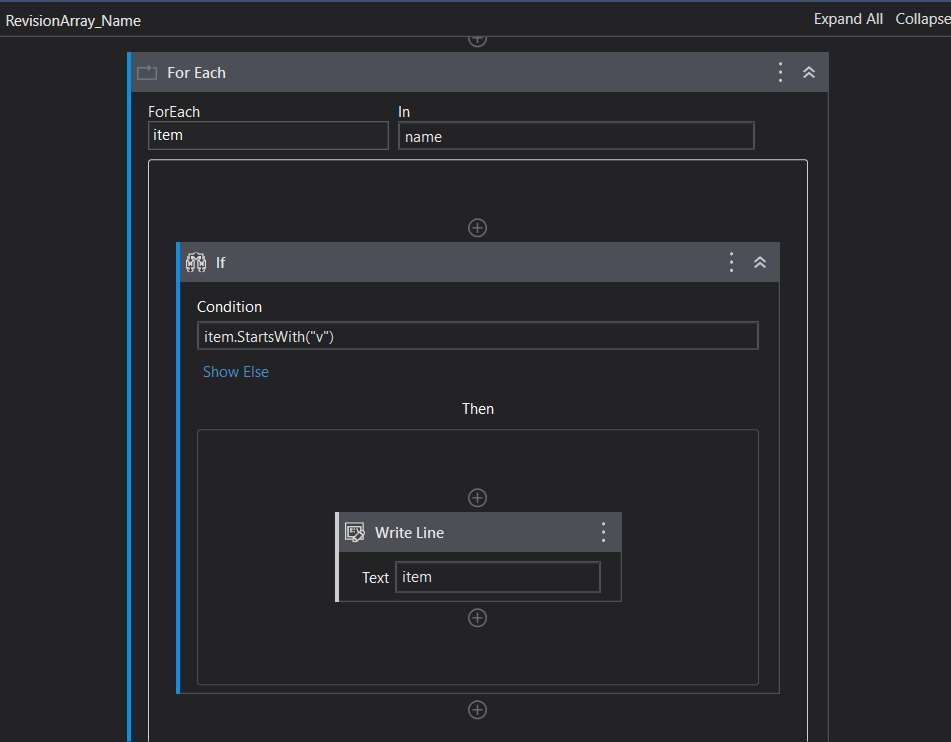 RevisionArray_Name
Expand All Collapse
For Each
ForEach In
item name
If
Condition
item.StartsWith("v")
Show Else
Then
Write Line
Text item